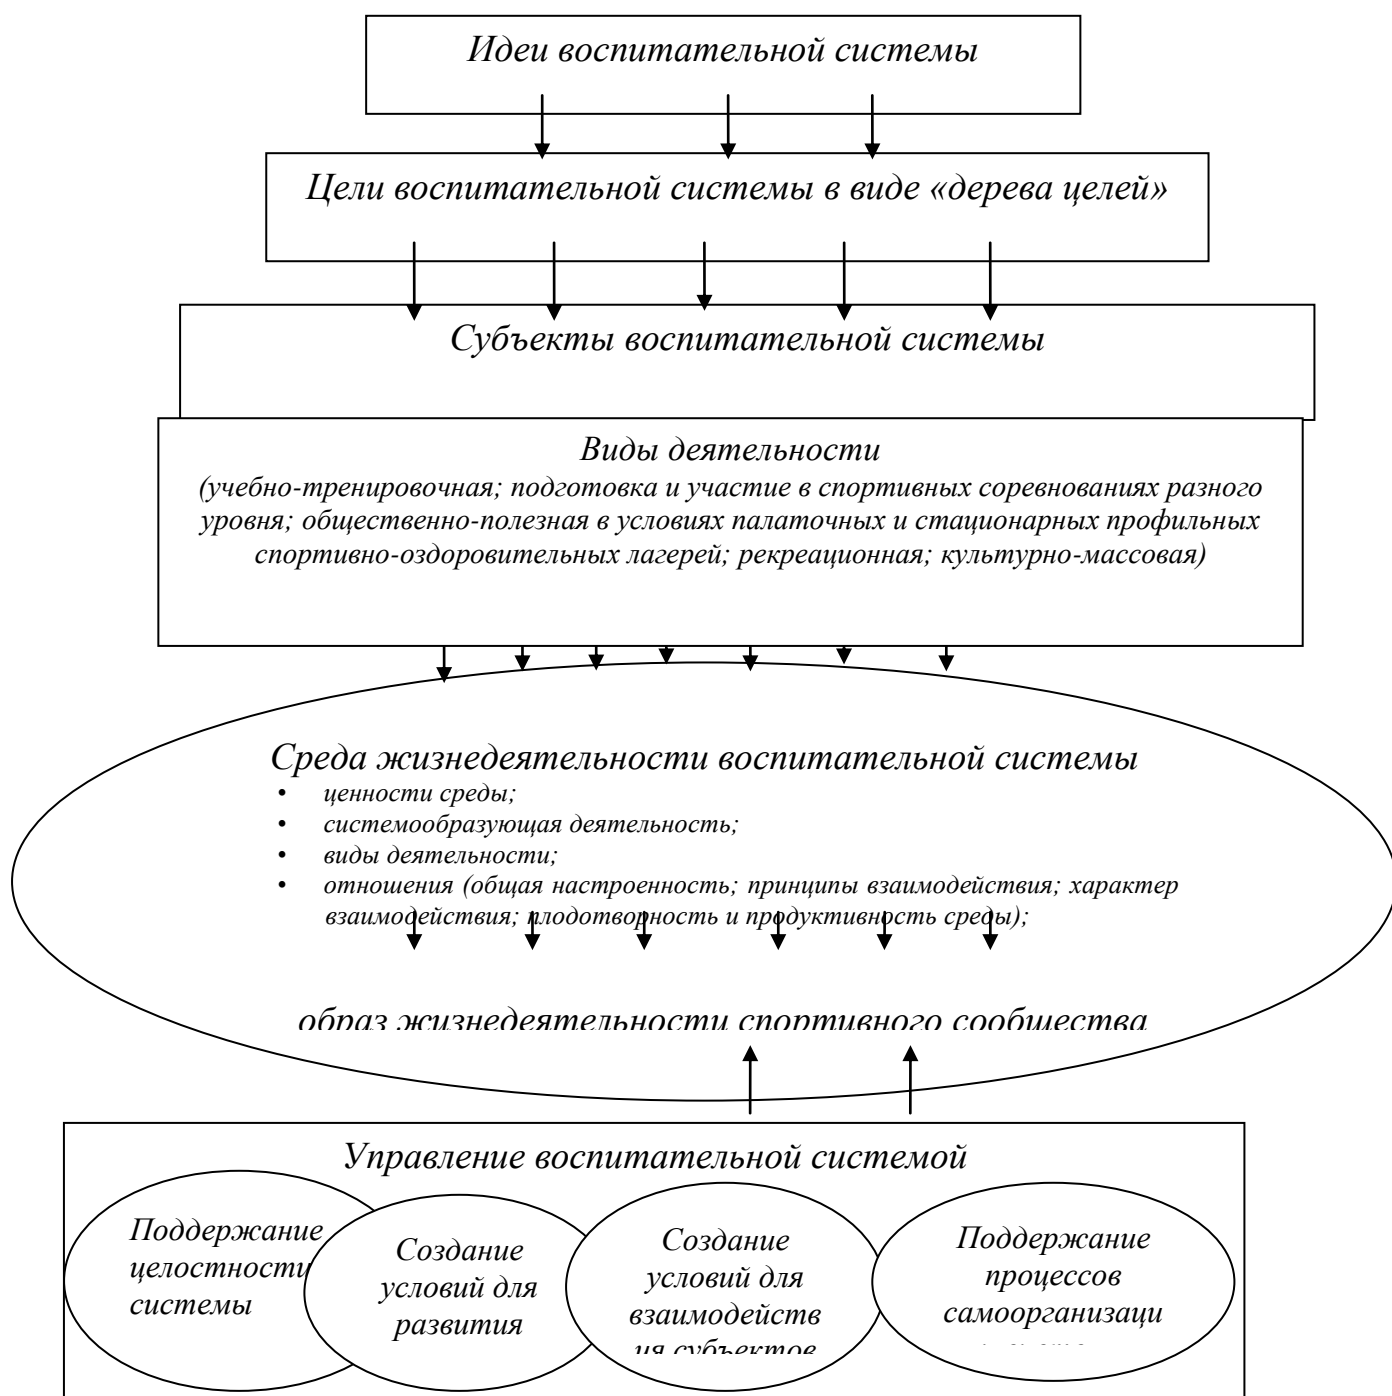 Идеи воспитательной системы
Цели воспитательной системы в виде «дерева целей»
Субъекты воспитательной системы
Виды деятельности
(учебно-тренировочная; подготовка и участие в спортивных соревнованиях разного
уровня; общественно-полезная в условиях палаточных и стационарных профильных
спортивно-оздоровительных лагерей; рекреационная; культурно-массовая)
Среда жизнедеятельности воспитательной системы
• ценности среды;
• системообразующая деятельность;
• виды деятельности;
• отношения (общая настроенность; принципы взаимодействия; характер
взаимодействия; плодотворность и продуктивность среды);
образ жизнедеятельности спортивного сообщества
Управление воспитательной системой
Поддержание
целостности
системы
Создание
условий для
развития
Создание
условий для
взаимодейств
ия субъектов
Поддержание
процессов
самоорганизаци